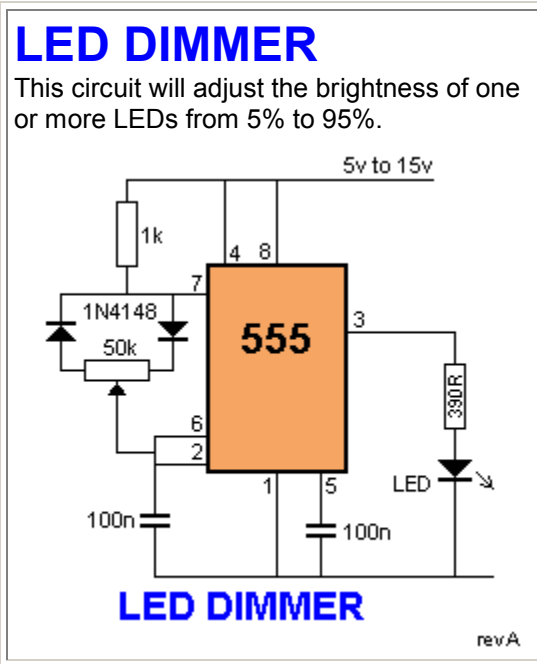 LED DIMMER
This circuit will adjust the brightness of one
or more LEDs from 5% to 95%.
5v to 15v
1k
4 8
7
1N4148
555
3
50k
390R
6
2
1 5
LED
100n
100n
LED DIMMER
revA